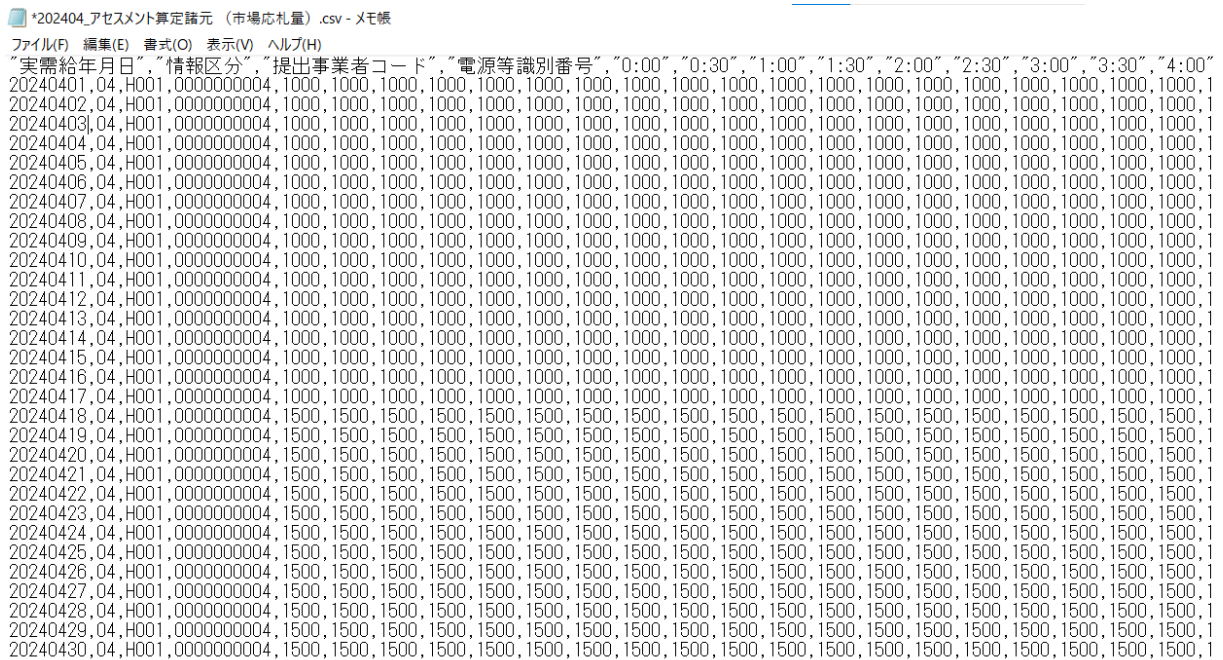 *202404_アセスメント算定諸元 （市場応札量）.csv - メモ帳
ファイル(F) 編集(E) 書式(O) 表示(V) ヘルプ(H)
"実需給年月日","情報区分","提出事業者コード","電源等識別番号","0:00","0:30","1:00","1:30","2:00","2:30","3:00","3:30","4:00"
20240401,04,H001,0000000004,1000,1000,1000,1000,1000,1000,1000,1000,1000,1000,1000,1000,1000,1000,1000,1000,1000,1000,1000,1
20240402,04,H001,0000000004,1000,1000,1000,1000,1000,1000,1000,1000,1000,1000,1000,1000,1000,1000,1000,1000,1000,1000,1000,1
20240403,04,H001,0000000004,1000,1000,1000,1000,1000,1000,1000,1000,1000,1000,1000,1000,1000,1000,1000,1000,1000,1000,1000,1
20240404,04,H001,0000000004,1000,1000,1000,1000,1000,1000,1000,1000,1000,1000,1000,1000,1000,1000,1000,1000,1000,1000,1000,1
20240405,04,H001,0000000004,1000,1000,1000,1000,1000,1000,1000,1000,1000,1000,1000,1000,1000,1000,1000,1000,1000,1000,1000,1
20240406,04,H001,0000000004,1000,1000,1000,1000,1000,1000,1000,1000,1000,1000,1000,1000,1000,1000,1000,1000,1000,1000,1000,1
20240407,04,H001,0000000004,1000,1000,1000,1000,1000,1000,1000,1000,1000,1000,1000,1000,1000,1000,1000,1000,1000,1000,1000,1
20240408,04,H001,0000000004,1000,1000,1000,1000,1000,1000,1000,1000,1000,1000,1000,1000,1000,1000,1000,1000,1000,1000,1000,1
20240409,04,H001,0000000004,1000,1000,1000,1000,1000,1000,1000,1000,1000,1000,1000,1000,1000,1000,1000,1000,1000,1000,1000,1
20240410,04,H001,0000000004,1000,1000,1000,1000,1000,1000,1000,1000,1000,1000,1000,1000,1000,1000,1000,1000,1000,1000,1000,1
20240411,04,H001,0000000004,1000,1000,1000,1000,1000,1000,1000,1000,1000,1000,1000,1000,1000,1000,1000,1000,1000,1000,1000,1
20240412,04,H001,0000000004,1000,1000,1000,1000,1000,1000,1000,1000,1000,1000,1000,1000,1000,1000,1000,1000,1000,1000,1000,1
20240413,04,H001,0000000004,1000,1000,1000,1000,1000,1000,1000,1000,1000,1000,1000,1000,1000,1000,1000,1000,1000,1000,1000,1
20240414,04,H001,0000000004,1000,1000,1000,1000,1000,1000,1000,1000,1000,1000,1000,1000,1000,1000,1000,1000,1000,1000,1000,1
20240415,04,H001,0000000004,1000,1000,1000,1000,1000,1000,1000,1000,1000,1000,1000,1000,1000,1000,1000,1000,1000,1000,1000,1
20240416,04,H001,0000000004,1000,1000,1000,1000,1000,1000,1000,1000,1000,1000,1000,1000,1000,1000,1000,1000,1000,1000,1000,1
20240417,04,H001,0000000004,1000,1000,1000,1000,1000,1000,1000,1000,1000,1000,1000,1000,1000,1000,1000,1000,1000,1000,1000,1
20240418,04,H001,0000000004,1500,1500,1500,1500,1500,1500,1500,1500,1500,1500,1500,1500,1500,1500,1500,1500,1500,1500,1500,1
20240419,04,H001,0000000004,1500,1500,1500,1500,1500,1500,1500,1500,1500,1500,1500,1500,1500,1500,1500,1500,1500,1500,1500,1
20240420,04,H001,0000000004,1500,1500,1500,1500,1500,1500,1500,1500,1500,1500,1500,1500,1500,1500,1500,1500,1500,1500,1500,1
20240421,04,H001,0000000004,1500,1500,1500,1500,1500,1500,1500,1500,1500,1500,1500,1500,1500,1500,1500,1500,1500,1500,1500,1
20240422,04,H001,0000000004,1500,1500,1500,1500,1500,1500,1500,1500,1500,1500,1500,1500,1500,1500,1500,1500,1500,1500,1500,1
20240423,04,H001,0000000004,1500,1500,1500,1500,1500,1500,1500,1500,1500,1500,1500,1500,1500,1500,1500,1500,1500,1500,1500,1
20240424,04,H001,0000000004,1500,1500,1500,1500,1500,1500,1500,1500,1500,1500,1500,1500,1500,1500,1500,1500,1500,1500,1500,1
20240425,04,H001,0000000004,1500,1500,1500,1500,1500,1500,1500,1500,1500,1500,1500,1500,1500,1500,1500,1500,1500,1500,1500,1
20240426,04,H001,0000000004,1500,1500,1500,1500,1500,1500,1500,1500,1500,1500,1500,1500,1500,1500,1500,1500,1500,1500,1500,1
20240427,04,H001,0000000004,1500,1500,1500,1500,1500,1500,1500,1500,1500,1500,1500,1500,1500,1500,1500,1500,1500,1500,1500,1
20240428,04,H001,0000000004,1500,1500,1500,1500,1500,1500,1500,1500,1500,1500,1500,1500,1500,1500,1500,1500,1500,1500,1500,1
20240429,04,H001,0000000004,1500,1500,1500,1500,1500,1500,1500,1500,1500,1500,1500,1500,1500,1500,1500,1500,1500,1500,1500,1
20240430,04,H001,0000000004,1500,1500,1500,1500,1500,1500,1500,1500,1500,1500,1500,1500,1500,1500,1500,1500,1500,1500,1500,1